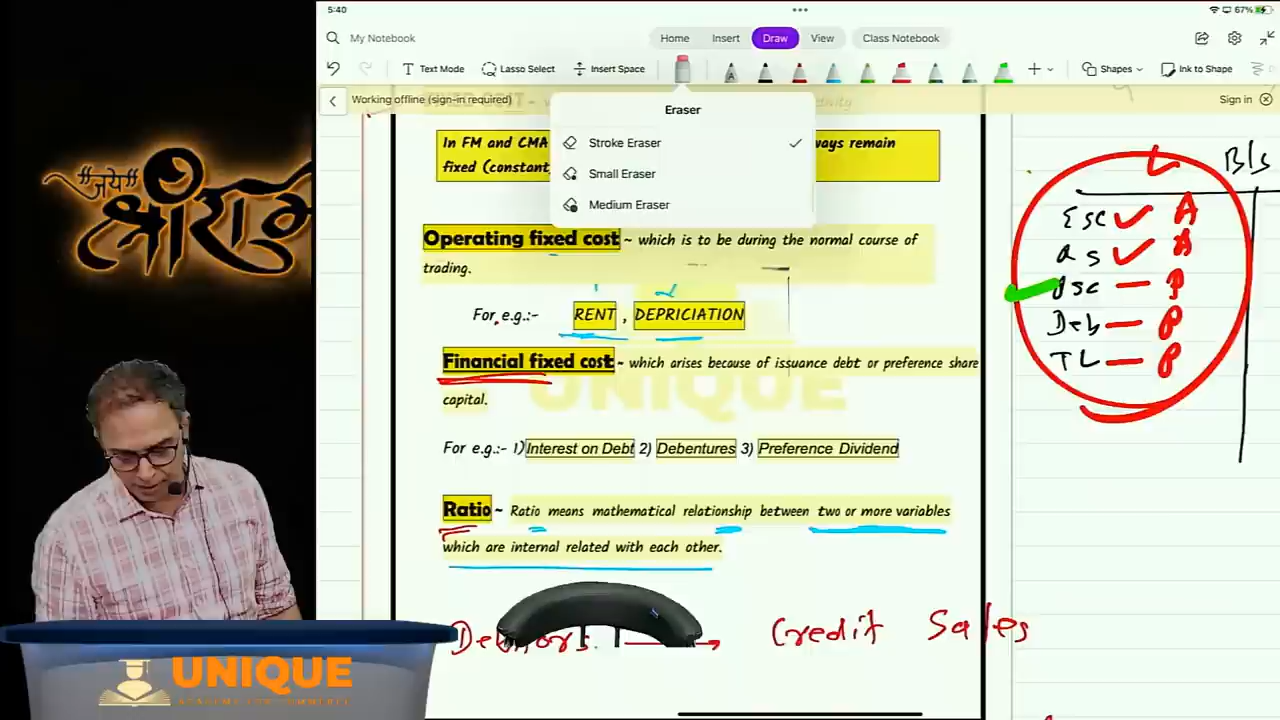 5:40
67%
My Notebook
Home Insert Draw View Class Notebook
Text Mode Lasso Select Insert Space Shapes Ink to Shape
Working offline (sign-in required) Sign in
Eraser
Stroke Eraser
Small Eraser
Medium Eraser
In FM and CMA ways remain
fixed (constant
Operating fixed cost ~ which is to be during the normal course of
trading.
For e.g.:- RENT , DEPRICIATION
Financial fixed cost ~ which arises because of issuance debt or preference share
capital.
For e.g.:- 1) Interest on Debt 2) Debentures 3) Preference Dividend
Ratio ~ Ratio means mathematical relationship between two or more variables
which are internal related with each other.
Credit Sales
B/s
L
Esc A
R S A
Psc P
Deb P
TL P
"जय"
श्रीराम
UNIQUE
ACADEMY FOR COMMERCE
UNIQUE